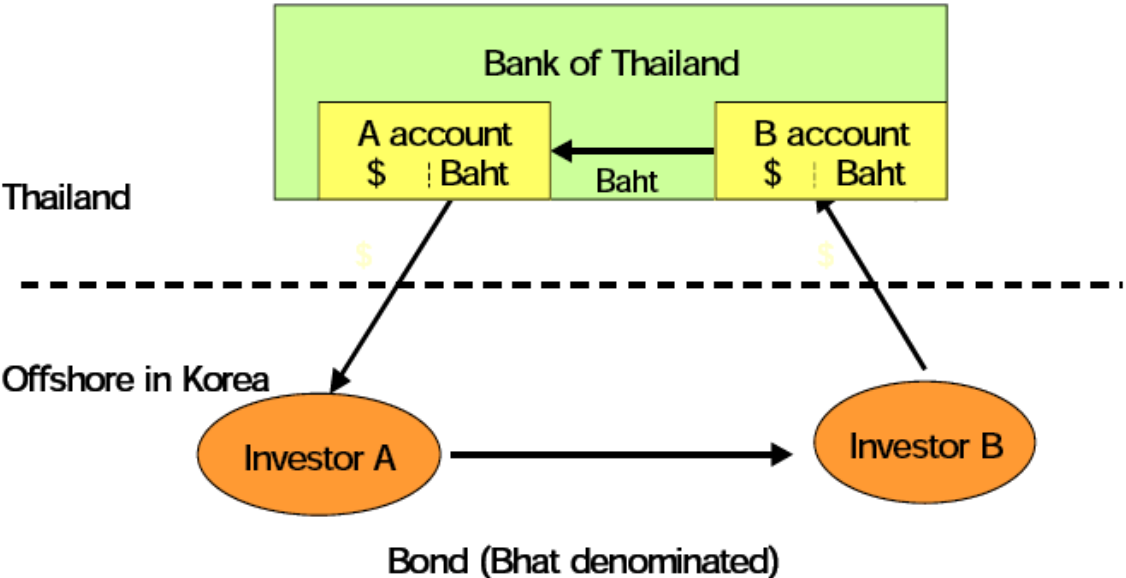 Bank of Thailand
A account
$ Baht
B account
$ Baht
Baht
Thailand
$
$
Offshore in Korea
Investor A
Investor B
Bond (Bhat denominated)